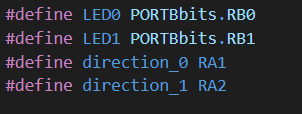 #define LED0 PORTBbits.RB0
#define LED1 PORTBbits.RB1
#define direction_0 RA1
#define direction_1 RA2